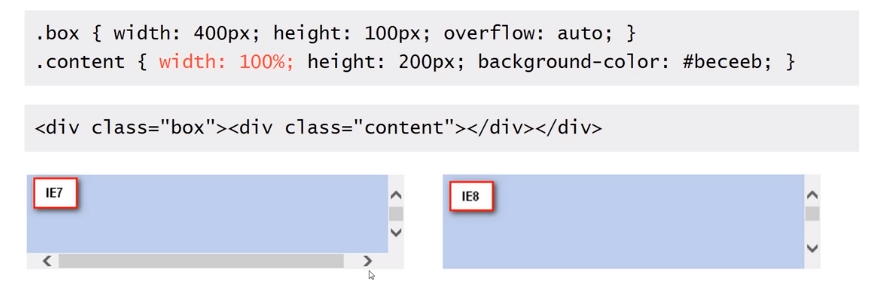 .box { width: 400px; height: 100px; overflow: auto; }
.content { width: 100%; height: 200px; background-color: #beceeb; }
<div class="box"><div class="content"></div></div>
IE7
IE8